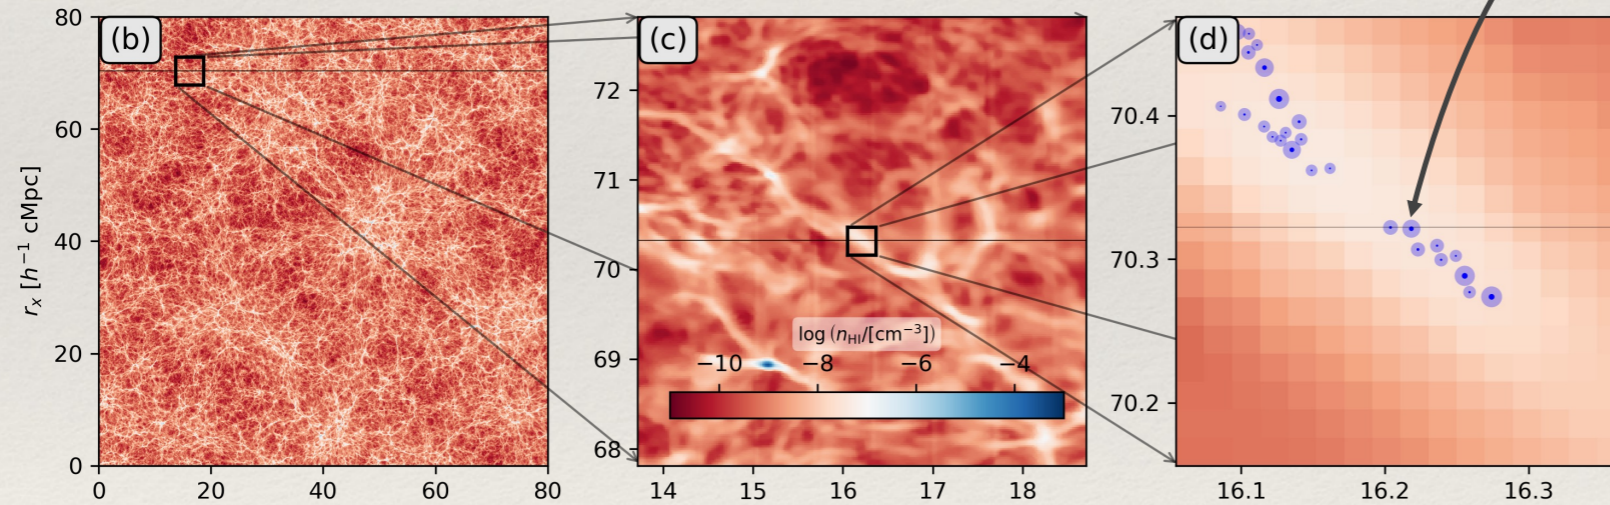 (b)
(c)
(d)
r_x [h⁻¹ cMpc]
80
60
40
20
0
0 20 40 60 80
72
71
70
69
68
log (n_HI/[cm⁻³])
−10 −8 −6 −4
14 15 16 17 18
70.4
70.3
70.2
16.1 16.2 16.3